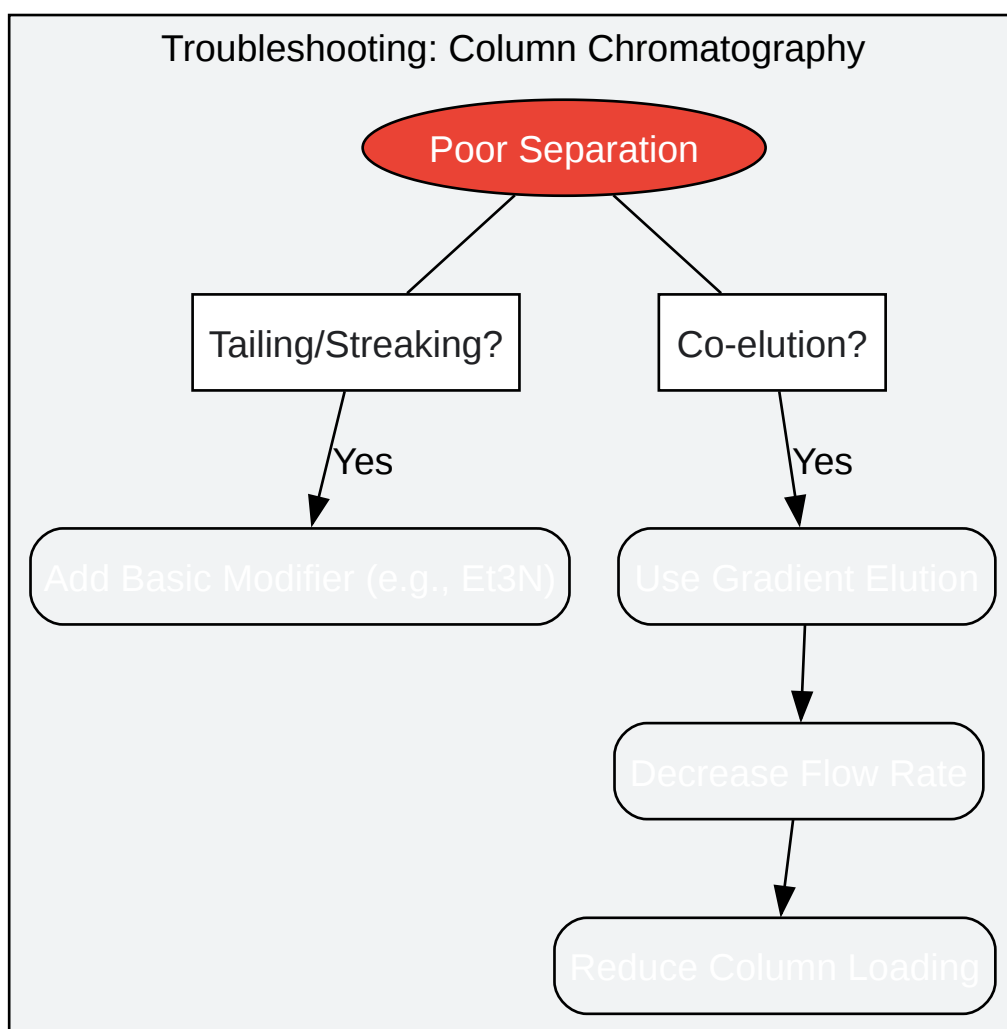 Troubleshooting: Column Chromatography
Poor Separation
Tailing/Streaking?
Co-elution?
Yes
Yes
Add Basic Modifier (e.g., Et3N)
Use Gradient Elution
Decrease Flow Rate
Reduce Column Loading